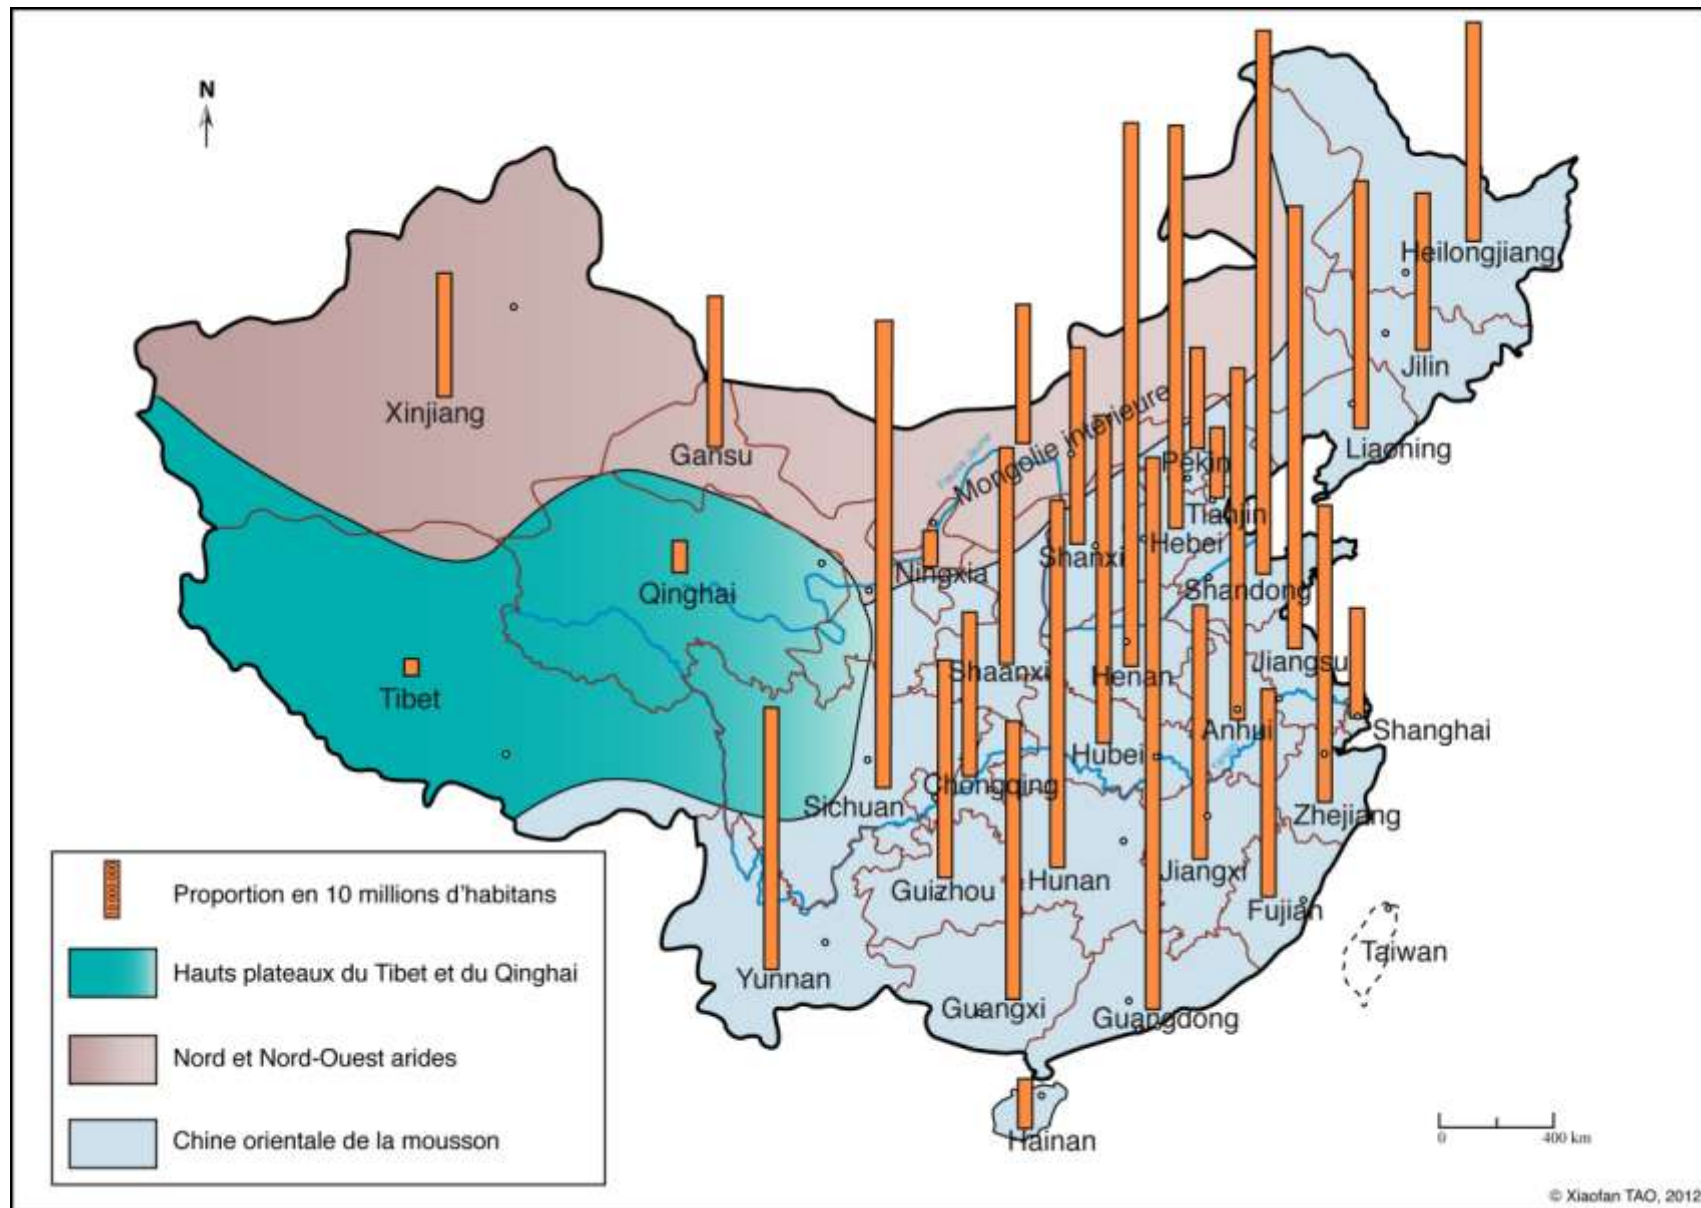 N
Heilongjiang
Jilin
Xinjiang
Gansu
Mongolie intérieure
Liaoning
Pékin
Tianjin
Hebei
Shanxi
Ningxia
Qinghai
Shandong
Tibet
Shaanxi
Henan
Jiangsu
Anhui
Shanghai
Hubei
Chongqing
Sichuan
Zhejiang
Guizhou
Hunan
Jiangxi
Fujian
Taiwan
Yunnan
Guangxi
Guangdong
Hainan
Proportion en 10 millions d'habitans
Hauts plateaux du Tibet et du Qinghai
Nord et Nord-Ouest arides
Chine orientale de la mousson
0 400 km
© Xiaofan TAO, 2012